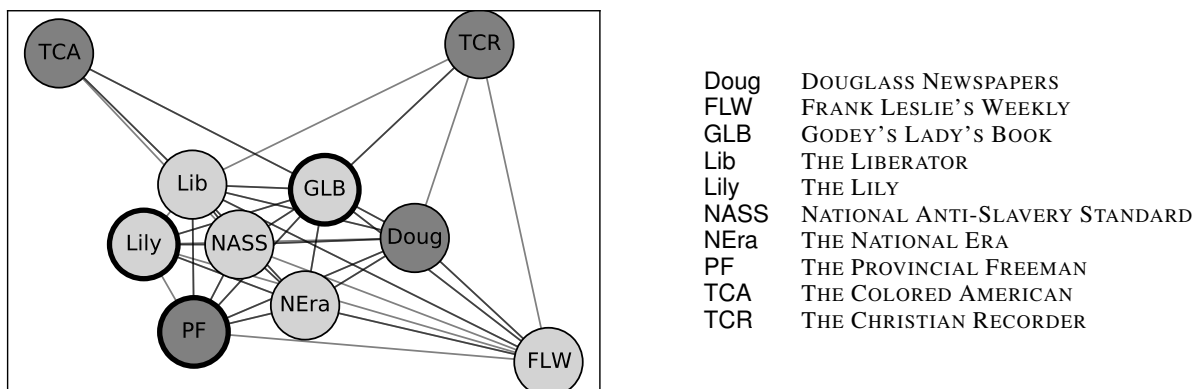 TCA
TCR
Lib
GLB
Lily
NASS
Doug
NEra
PF
FLW
Doug DOUGLASS NEWSPAPERS
FLW FRANK LESLIE'S WEEKLY
GLB GODEY'S LADY'S BOOK
Lib THE LIBERATOR
Lily THE LILY
NASS NATIONAL ANTI-SLAVERY STANDARD
NEra THE NATIONAL ERA
PF THE PROVINCIAL FREEMAN
TCA THE COLORED AMERICAN
TCR THE CHRISTIAN RECORDER